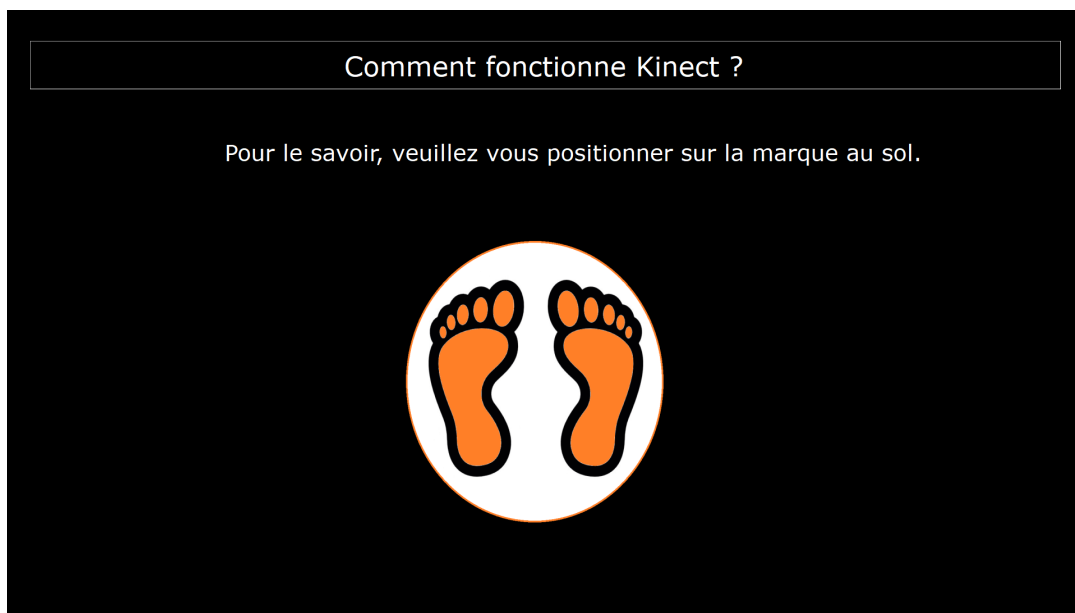 Comment fonctionne Kinect ?
Pour le savoir, veuillez vous positionner sur la marque au sol.